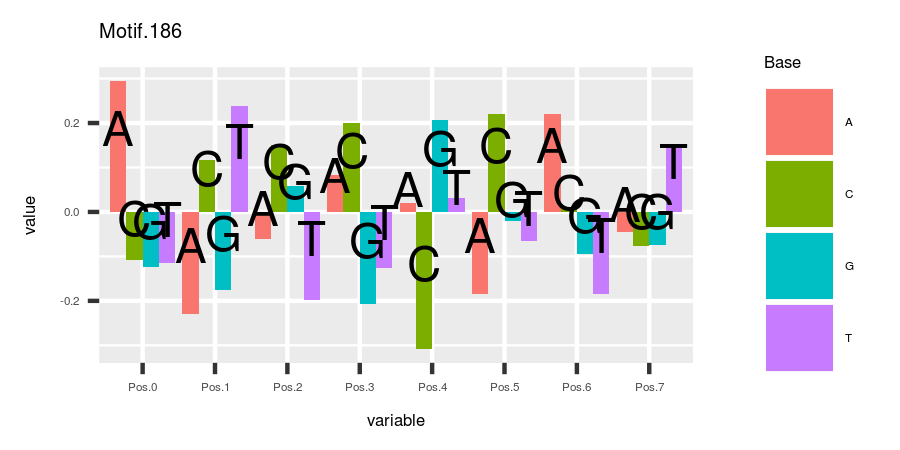 Motif.186
value
0.2
0.0
-0.2
A C G T A C G T A C G T A C G T A C G T A C G T A C G T A C G T
Pos.0 Pos.1 Pos.2 Pos.3 Pos.4 Pos.5 Pos.6 Pos.7
variable
Base
A
C
G
T